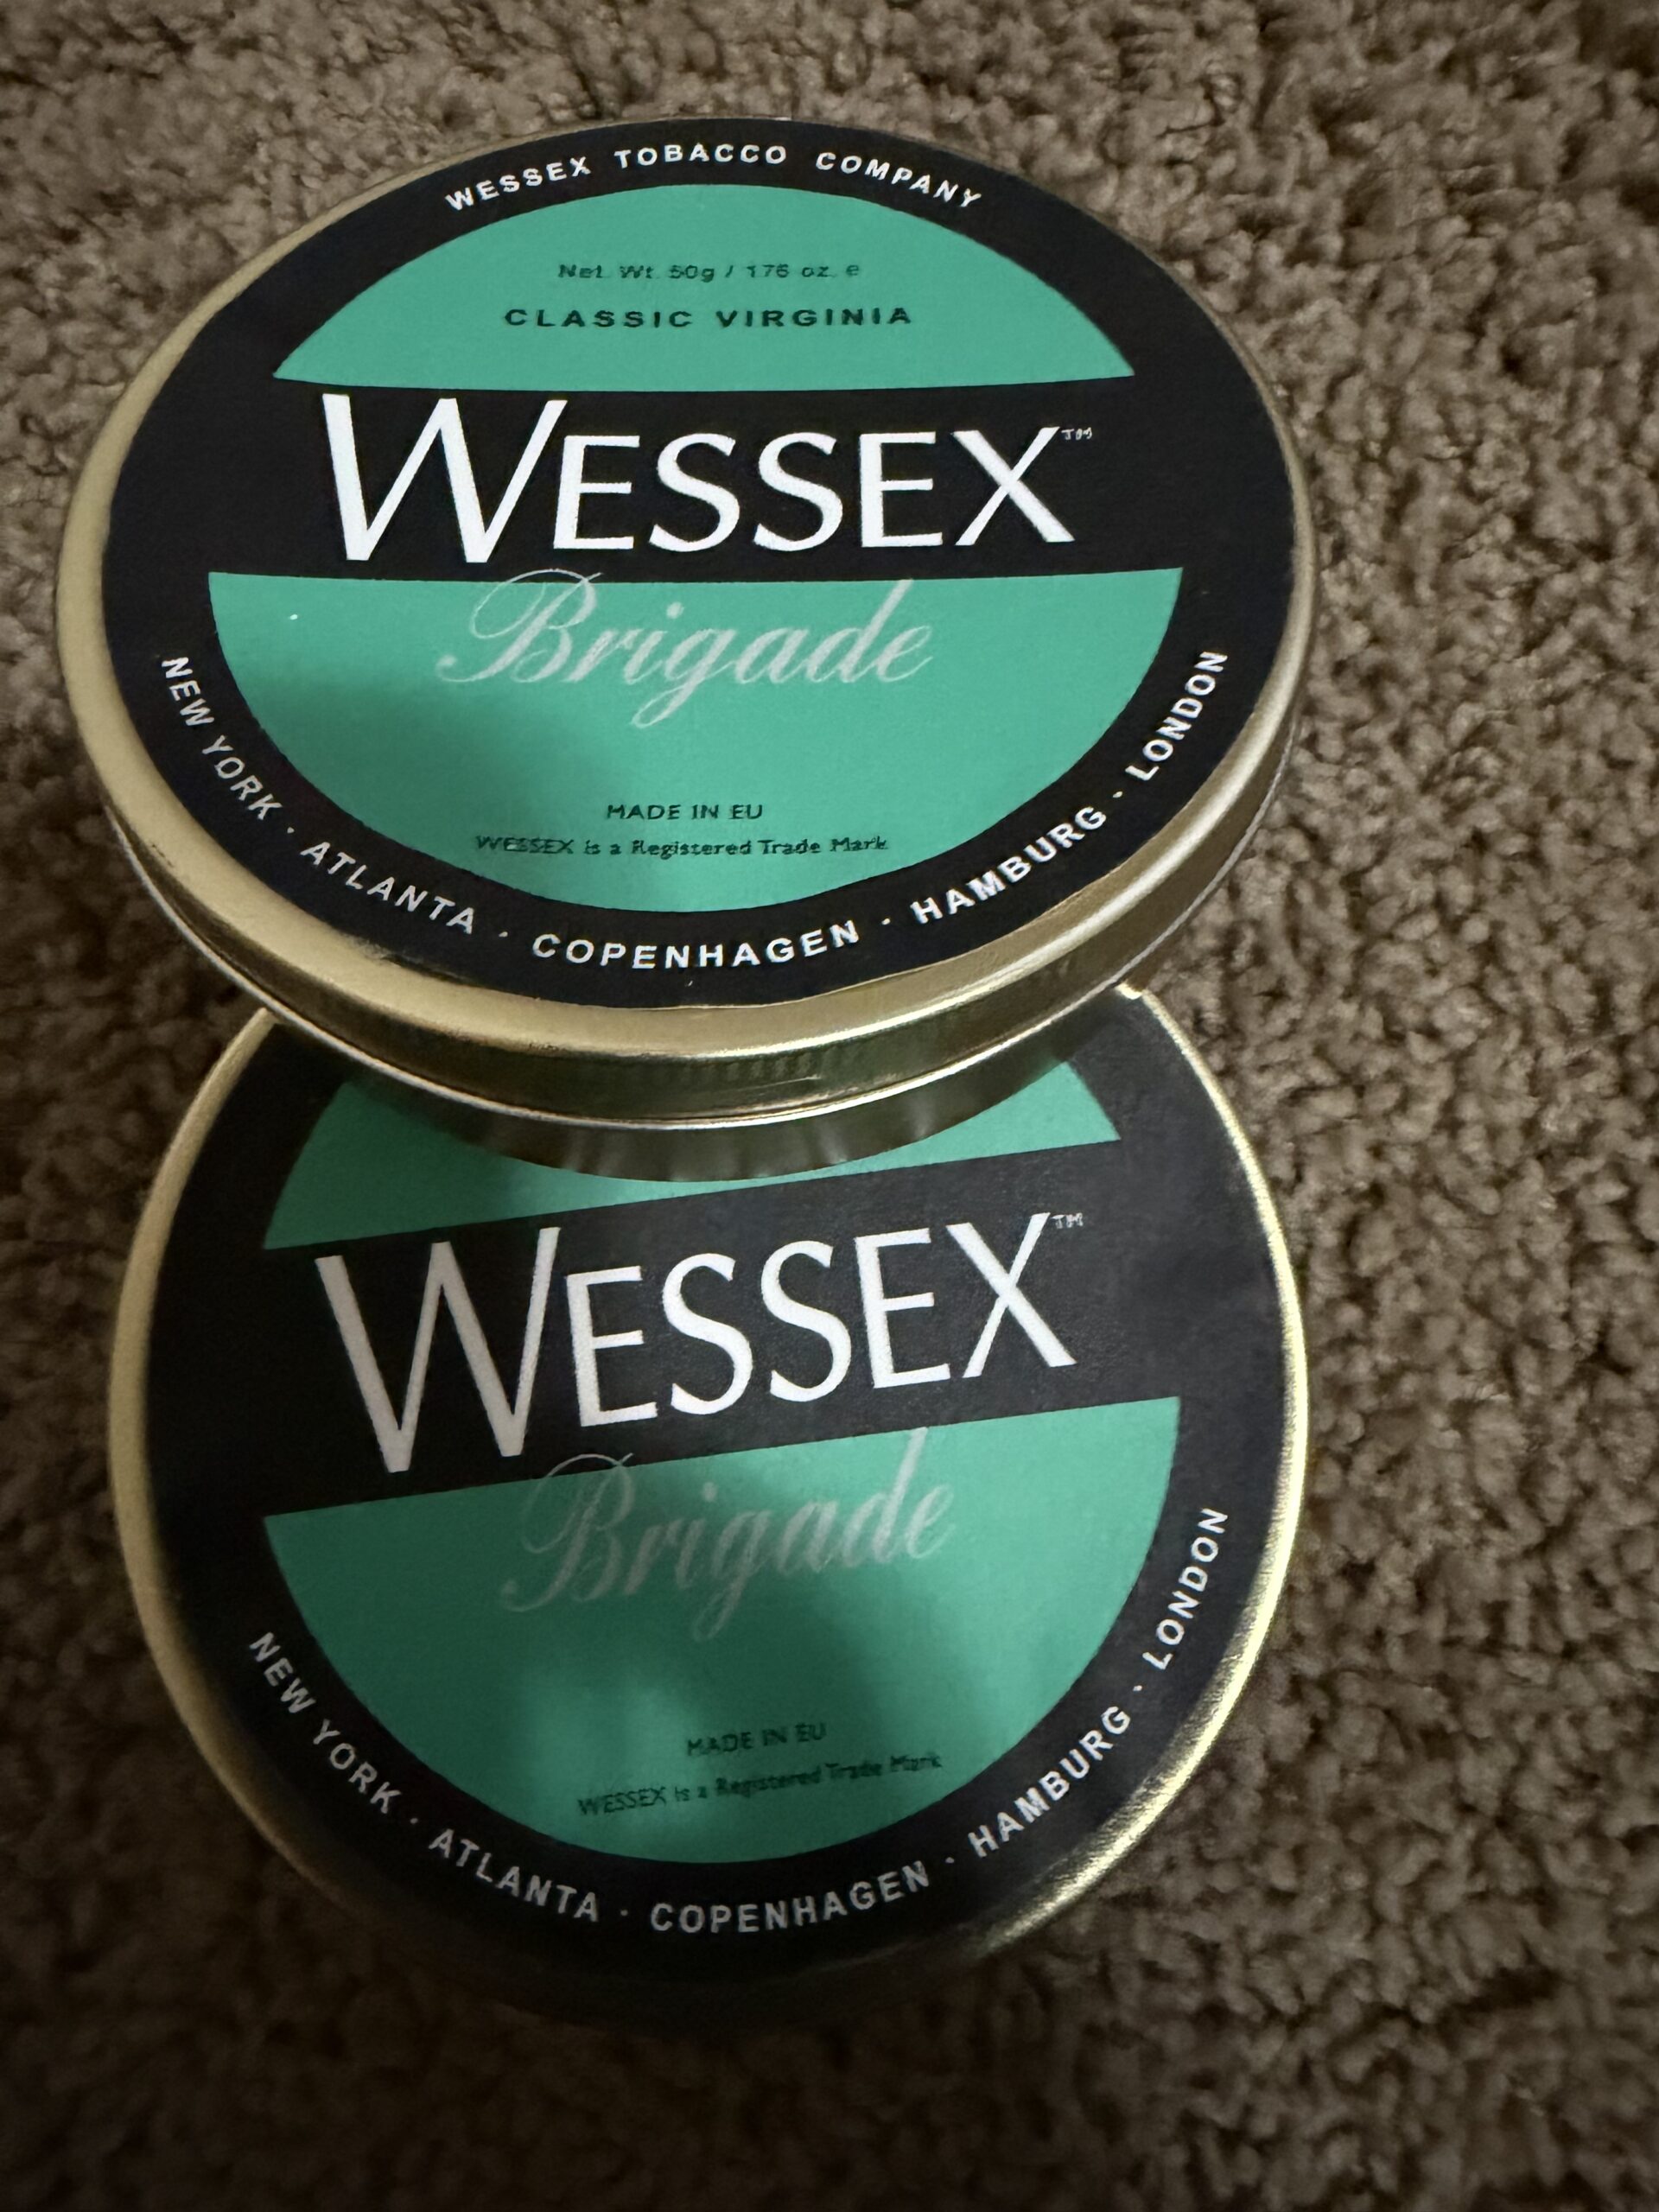 WESSEX TOBACCO COMPANY
Net. Wt. 50g / 176 oz. e
CLASSIC VIRGINIA
WESSEX™
Brigade
MADE IN EU
WESSEX is a Registered Trade Mark
NEW YORK · ATLANTA · COPENHAGEN · HAMBURG · LONDON
WESSEX™
Brigade
MADE IN EU
WESSEX is a Registered Trade Mark
NEW YORK · ATLANTA · COPENHAGEN · HAMBURG · LONDON